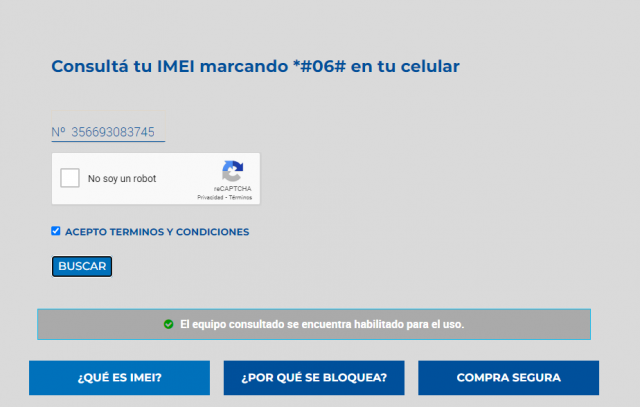 Consultá tu IMEI marcando *#06# en tu celular
Nº 356693083745
No soy un robot
reCAPTCHA
Privacidad - Términos
ACEPTO TERMINOS Y CONDICIONES
BUSCAR
El equipo consultado se encuentra habilitado para el uso.
¿QUÉ ES IMEI?
¿POR QUÉ SE BLOQUEA?
COMPRA SEGURA